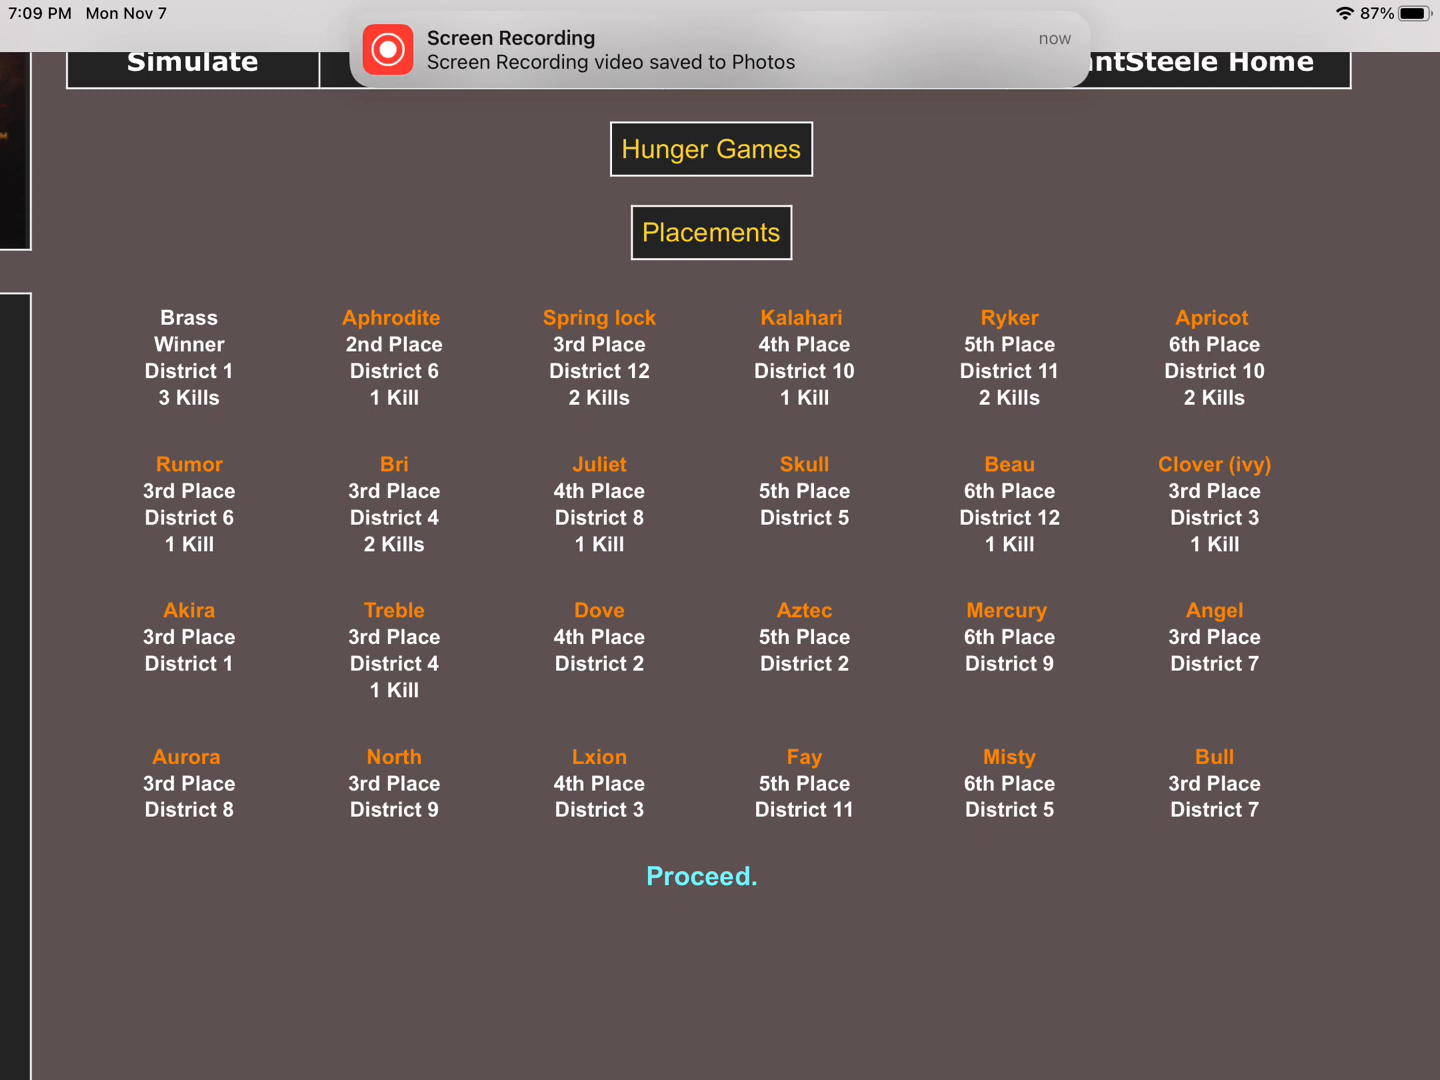 7:09 PM Mon Nov 7
87%
Screen Recording
now
Screen Recording video saved to Photos
Simulate
ntSteele Home
Hunger Games
Placements
Brass Aphrodite Spring lock Kalahari Ryker Apricot
Winner 2nd Place 3rd Place 4th Place 5th Place 6th Place
District 1 District 6 District 12 District 10 District 11 District 10
3 Kills 1 Kill 2 Kills 1 Kill 2 Kills 2 Kills
Rumor Bri Juliet Skull Beau Clover (ivy)
3rd Place 3rd Place 4th Place 5th Place 6th Place 3rd Place
District 6 District 4 District 8 District 5 District 12 District 3
1 Kill 2 Kills 1 Kill 1 Kill 1 Kill
Akira Treble Dove Aztec Mercury Angel
3rd Place 3rd Place 4th Place 5th Place 6th Place 3rd Place
District 1 District 4 District 2 District 2 District 9 District 7
1 Kill
Aurora North Lxion Fay Misty Bull
3rd Place 3rd Place 4th Place 5th Place 6th Place 3rd Place
District 8 District 9 District 3 District 11 District 5 District 7
Proceed.